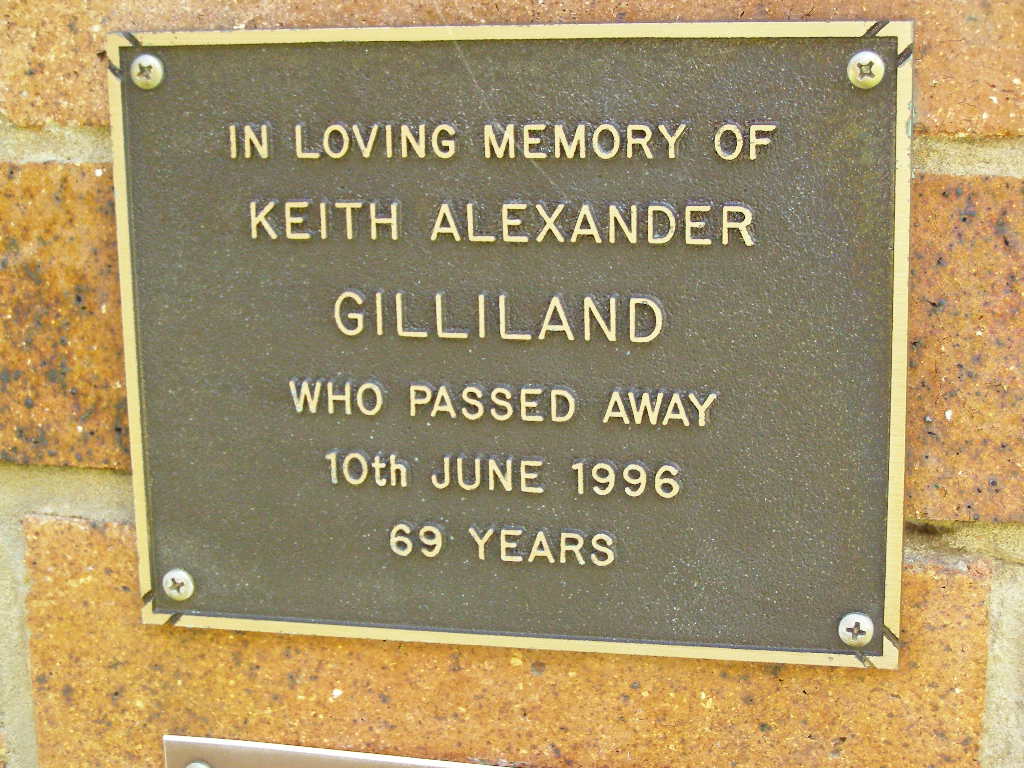 IN LOVING MEMORY OF
KEITH ALEXANDER
GILLILAND
WHO PASSED AWAY
10th JUNE 1996
69 YEARS